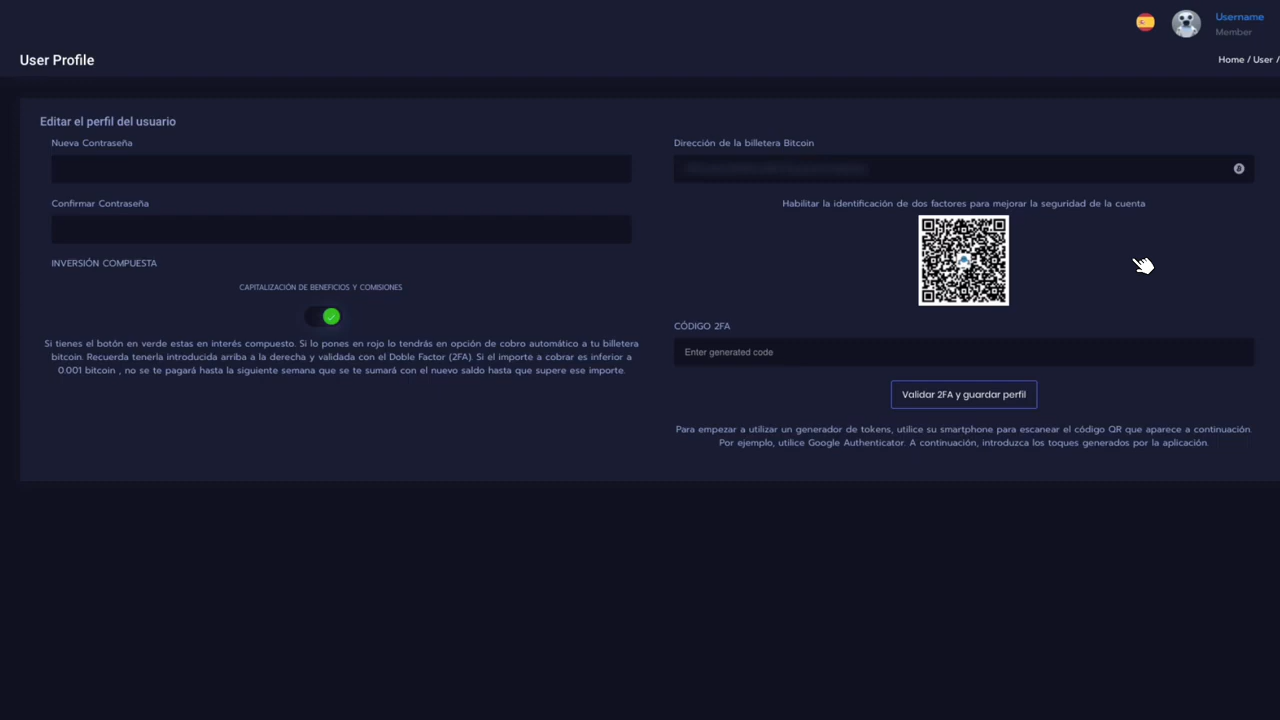 Username
Member
User Profile
Home / User /
Editar el perfil del usuario
Nueva Contraseña
Confirmar Contraseña
INVERSIÓN COMPUESTA
CAPITALIZACIÓN DE BENEFICIOS Y COMISIONES
Si tienes el botón en verde estas en interés compuesto. Si lo pones en rojo lo tendrás en opción de cobro automático a tu billetera
bitcoin. Recuerda tenerla introducida arriba a la derecha y validada con el Doble Factor (2FA). Si el importe a cobrar es inferior a
0.001 bitcoin , no se te pagará hasta la siguiente semana que se te sumará con el nuevo saldo hasta que supere ese importe.
Dirección de la billetera Bitcoin
Habilitar la identificación de dos factores para mejorar la seguridad de la cuenta
CÓDIGO 2FA
Enter generated code
Validar 2FA y guardar perfil
Para empezar a utilizar un generador de tokens, utilice su smartphone para escanear el código QR que aparece a continuación.
Por ejemplo, utilice Google Authenticator. A continuación, introduzca los toques generados por la aplicación.